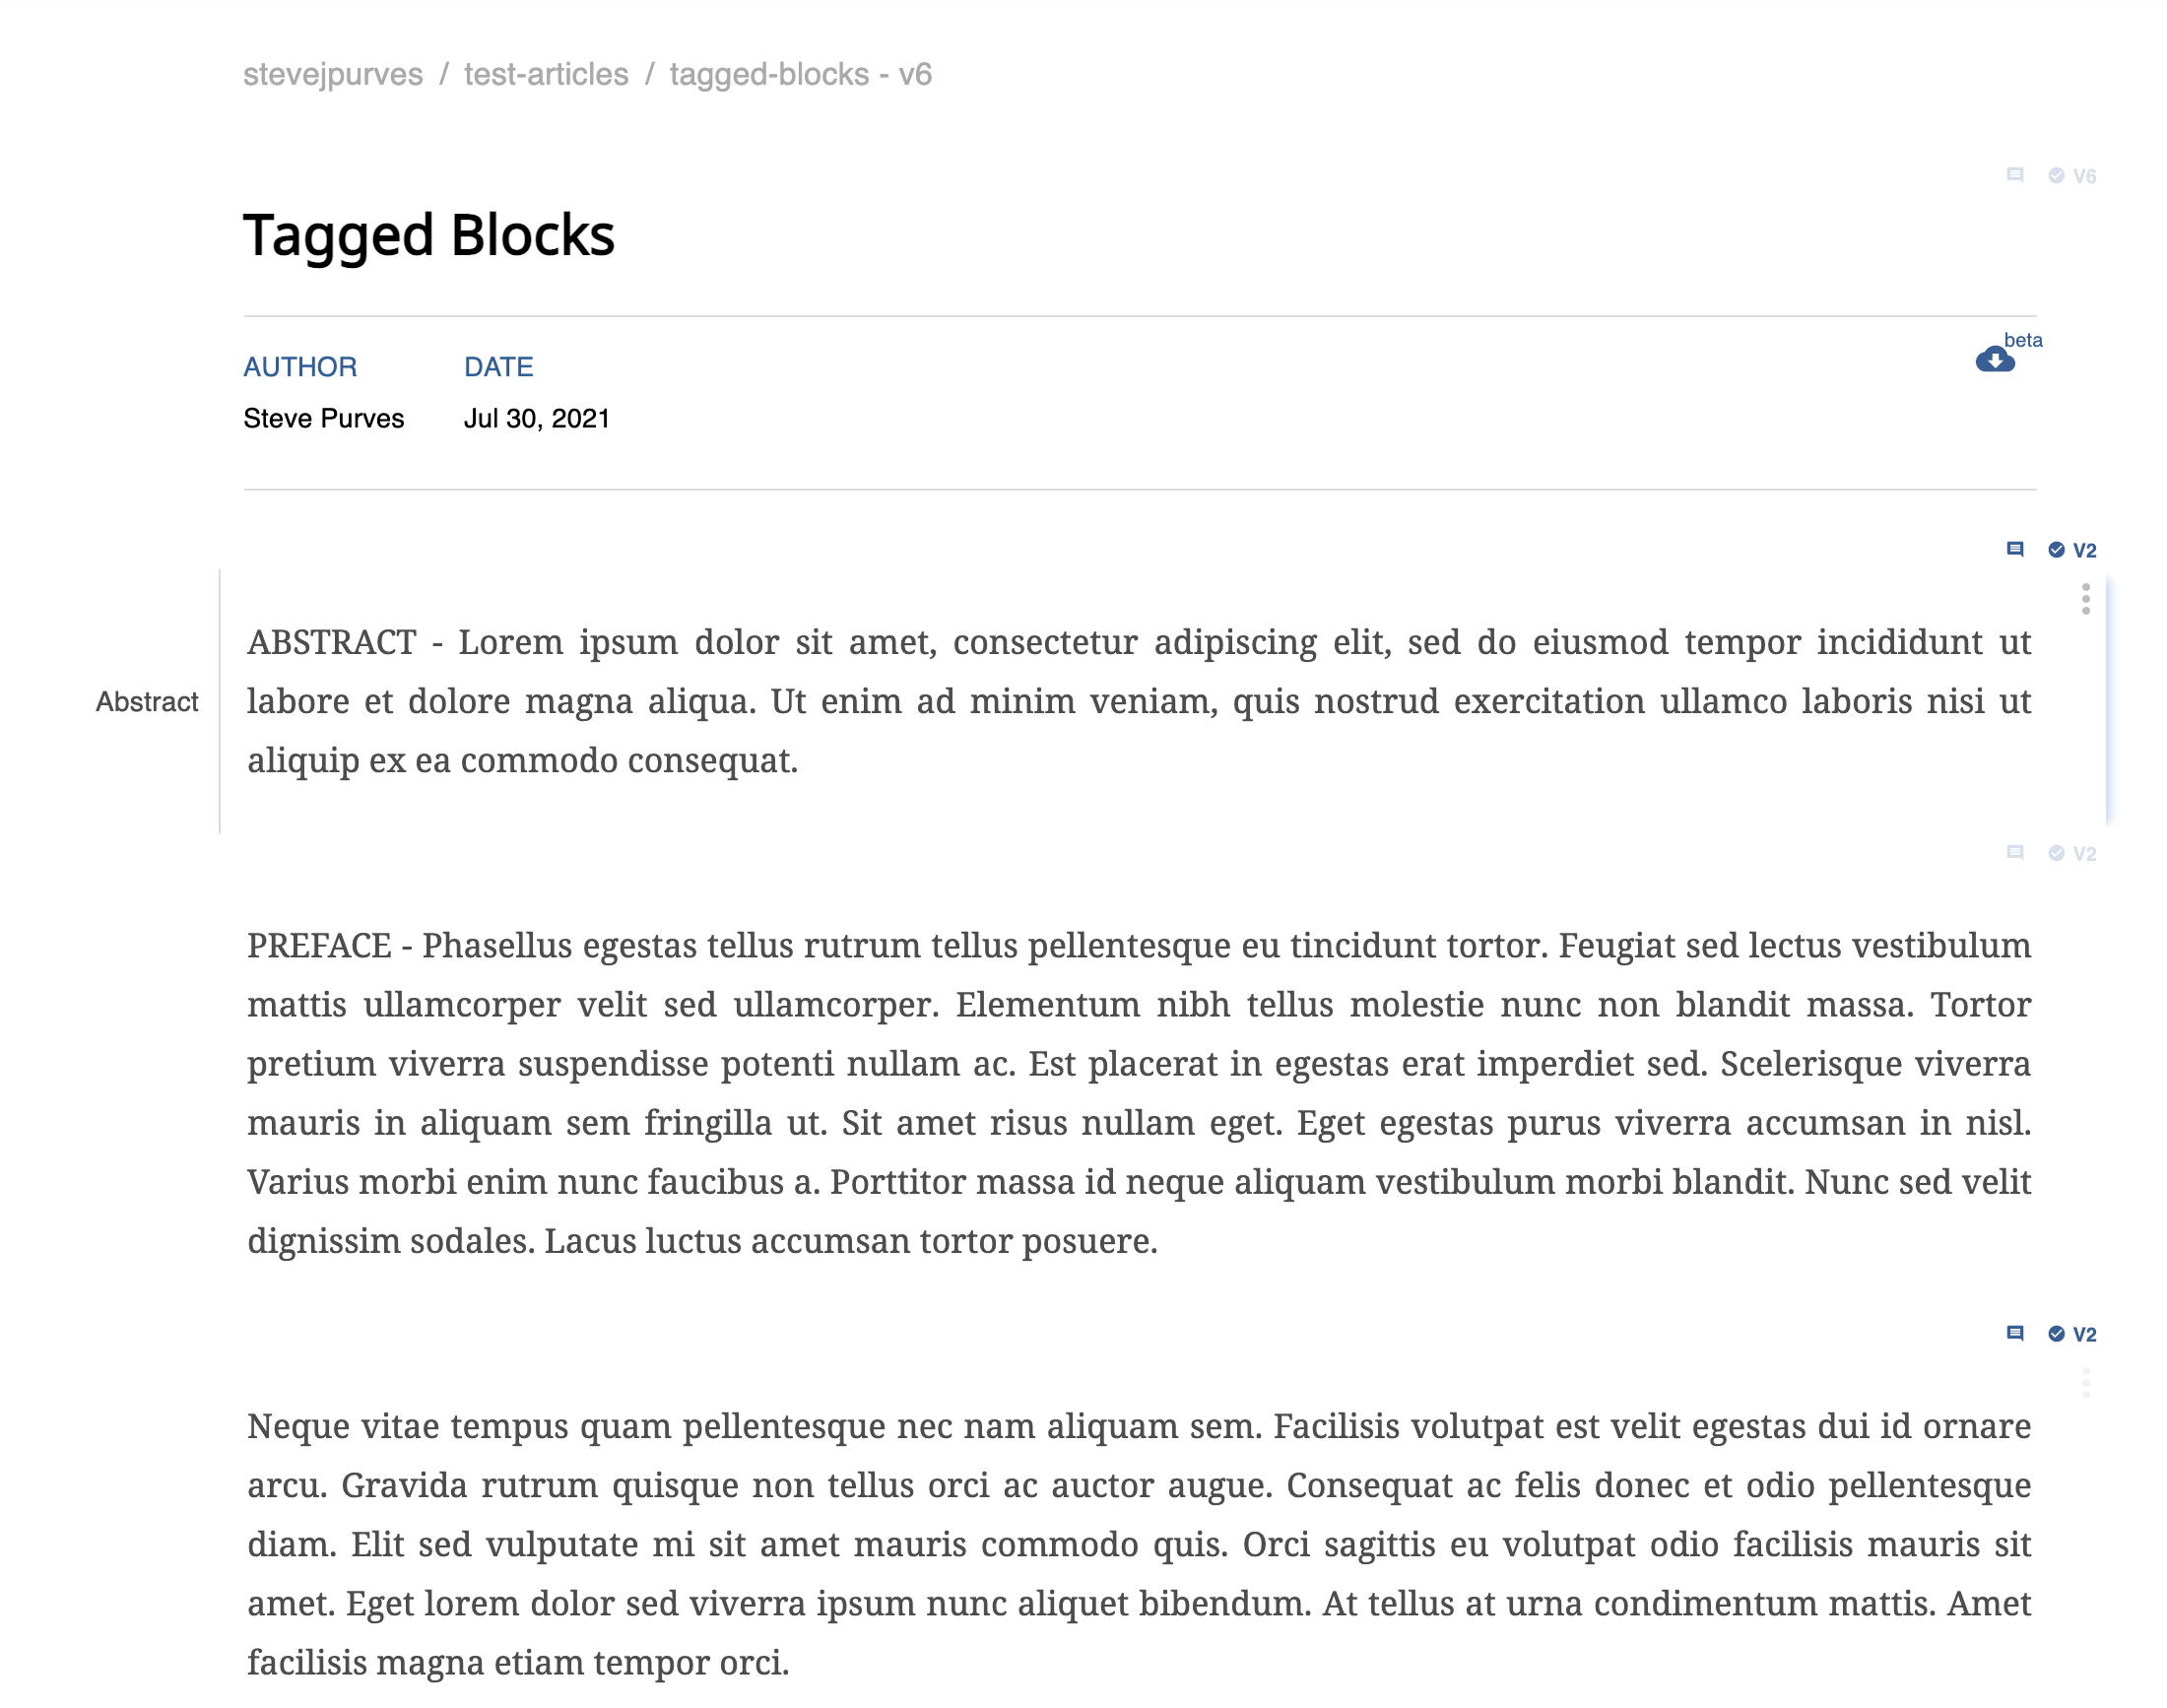 stevejpurves / test-articles / tagged-blocks - v6
V6
Tagged Blocks
beta
AUTHOR DATE
Steve Purves Jul 30, 2021
V2
ABSTRACT - Lorem ipsum dolor sit amet, consectetur adipiscing elit, sed do eiusmod tempor incididunt ut
Abstract
labore et dolore magna aliqua. Ut enim ad minim veniam, quis nostrud exercitation ullamco laboris nisi ut
aliquip ex ea commodo consequat.
V2
PREFACE - Phasellus egestas tellus rutrum tellus pellentesque eu tincidunt tortor. Feugiat sed lectus vestibulum
mattis ullamcorper velit sed ullamcorper. Elementum nibh tellus molestie nunc non blandit massa. Tortor
pretium viverra suspendisse potenti nullam ac. Est placerat in egestas erat imperdiet sed. Scelerisque viverra
mauris in aliquam sem fringilla ut. Sit amet risus nullam eget. Eget egestas purus viverra accumsan in nisl.
Varius morbi enim nunc faucibus a. Porttitor massa id neque aliquam vestibulum morbi blandit. Nunc sed velit
dignissim sodales. Lacus luctus accumsan tortor posuere.
V2
Neque vitae tempus quam pellentesque nec nam aliquam sem. Facilisis volutpat est velit egestas dui id ornare
arcu. Gravida rutrum quisque non tellus orci ac auctor augue. Consequat ac felis donec et odio pellentesque
diam. Elit sed vulputate mi sit amet mauris commodo quis. Orci sagittis eu volutpat odio facilisis mauris sit
amet. Eget lorem dolor sed viverra ipsum nunc aliquet bibendum. At tellus at urna condimentum mattis. Amet
facilisis magna etiam tempor orci.